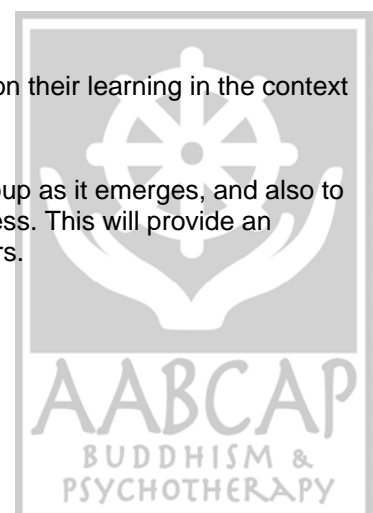 on their learning in the context
oup as it emerges, and also to
ess. This will provide an
rs.
AABCAP
BUDDHISM &
PSYCHOTHERAPY